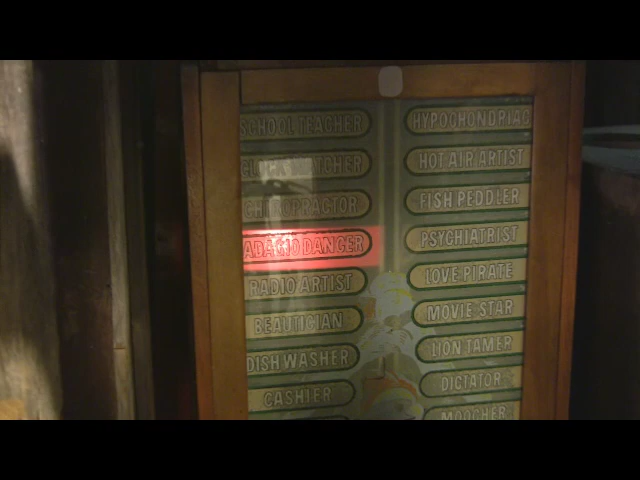 SCHOOL TEACHER
CHIROPRACTOR
ADAGIO DANCER
RADIO ARTIST
BEAUTICIAN
DISH WASHER
CASHIER
HYPOCHONDRIAC
HOT AIR ARTIST
FISH PEDDLER
PSYCHIATRIST
LOVE PIRATE
MOVIE STAR
LION TAMER
DICTATOR
MOOCHER